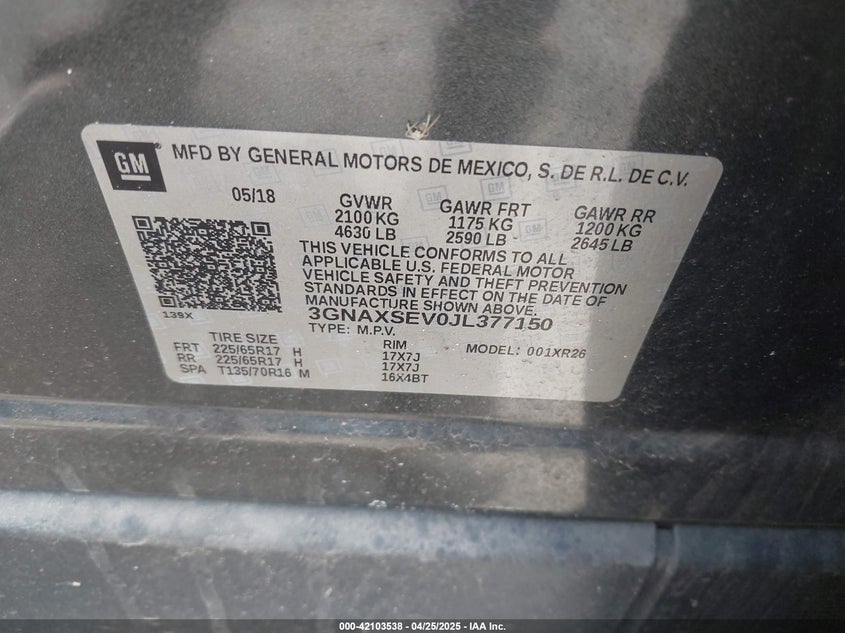 GM MFD BY GENERAL MOTORS DE MEXICO, S. DE R.L. DE C.V.
05/18 GVWR GAWR FRT GAWR RR
2100 KG 1175 KG 1200 KG
4630 LB 2590 LB 2645 LB
THIS VEHICLE CONFORMS TO ALL
APPLICABLE U.S. FEDERAL MOTOR
VEHICLE SAFETY AND THEFT PREVENTION
STANDARDS IN EFFECT ON THE DATE OF
MANUFACTURE SHOWN ABOVE.
139X
3GNAXSEV0JL377150
TYPE: M.P.V. MODEL: 001XR26
TIRE SIZE RIM
FRT 225/65R17 H 17X7J
RR 225/65R17 H 17X7J
SPA T135/70R16 M 16X4BT
000-42103538 - 04/25/2025 - IAA Inc.